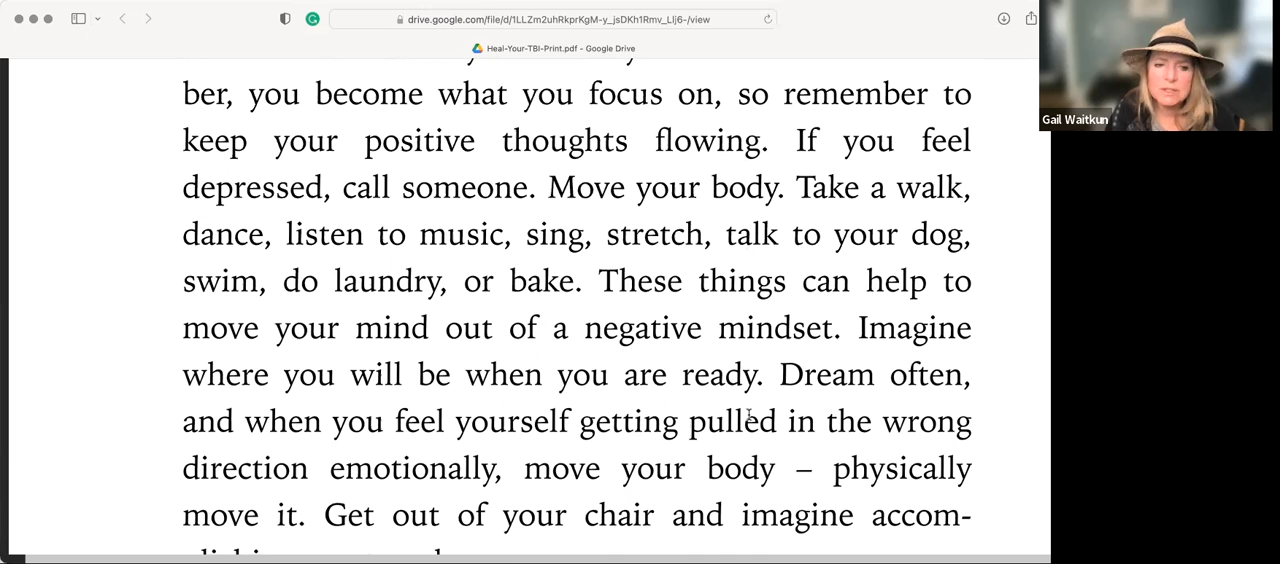 drive.google.com/file/d/1LLZm2uhRkprKgM-y_jsDKh1Rmv_LIj6-/view
Heal-Your-TBI-Print.pdf - Google Drive
Gail Waitkun
ber, you become what you focus on, so remember to
keep your positive thoughts flowing. If you feel
depressed, call someone. Move your body. Take a walk,
dance, listen to music, sing, stretch, talk to your dog,
swim, do laundry, or bake. These things can help to
move your mind out of a negative mindset. Imagine
where you will be when you are ready. Dream often,
and when you feel yourself getting pulled in the wrong
direction emotionally, move your body – physically
move it. Get out of your chair and imagine accom-